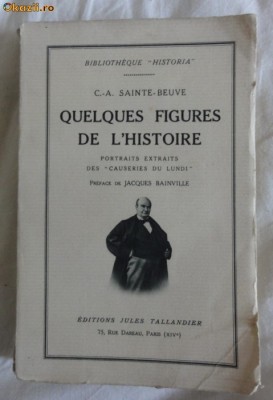 okazii.ro
BIBLIOTHÈQUE "HISTORIA"
C.-A. SAINTE-BEUVE
QUELQUES FIGURES
DE L'HISTOIRE
PORTRAITS EXTRAITS
DES "CAUSERIES DU LUNDI"
PRÉFACE DE JACQUES BAINVILLE
ÉDITIONS JULES TALLANDIER
75, RUE DAREAU, PARIS (XIVe)